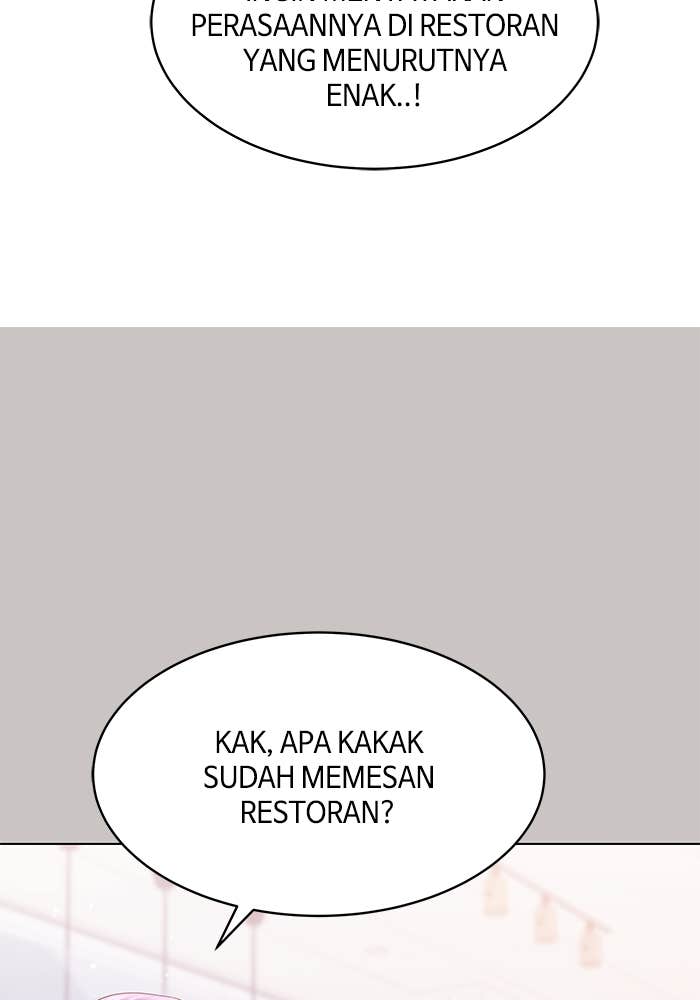 PERASAANNYA DI RESTORAN
YANG MENURUTNYA
ENAK..!
KAK, APA KAKAK
SUDAH MEMESAN
RESTORAN?